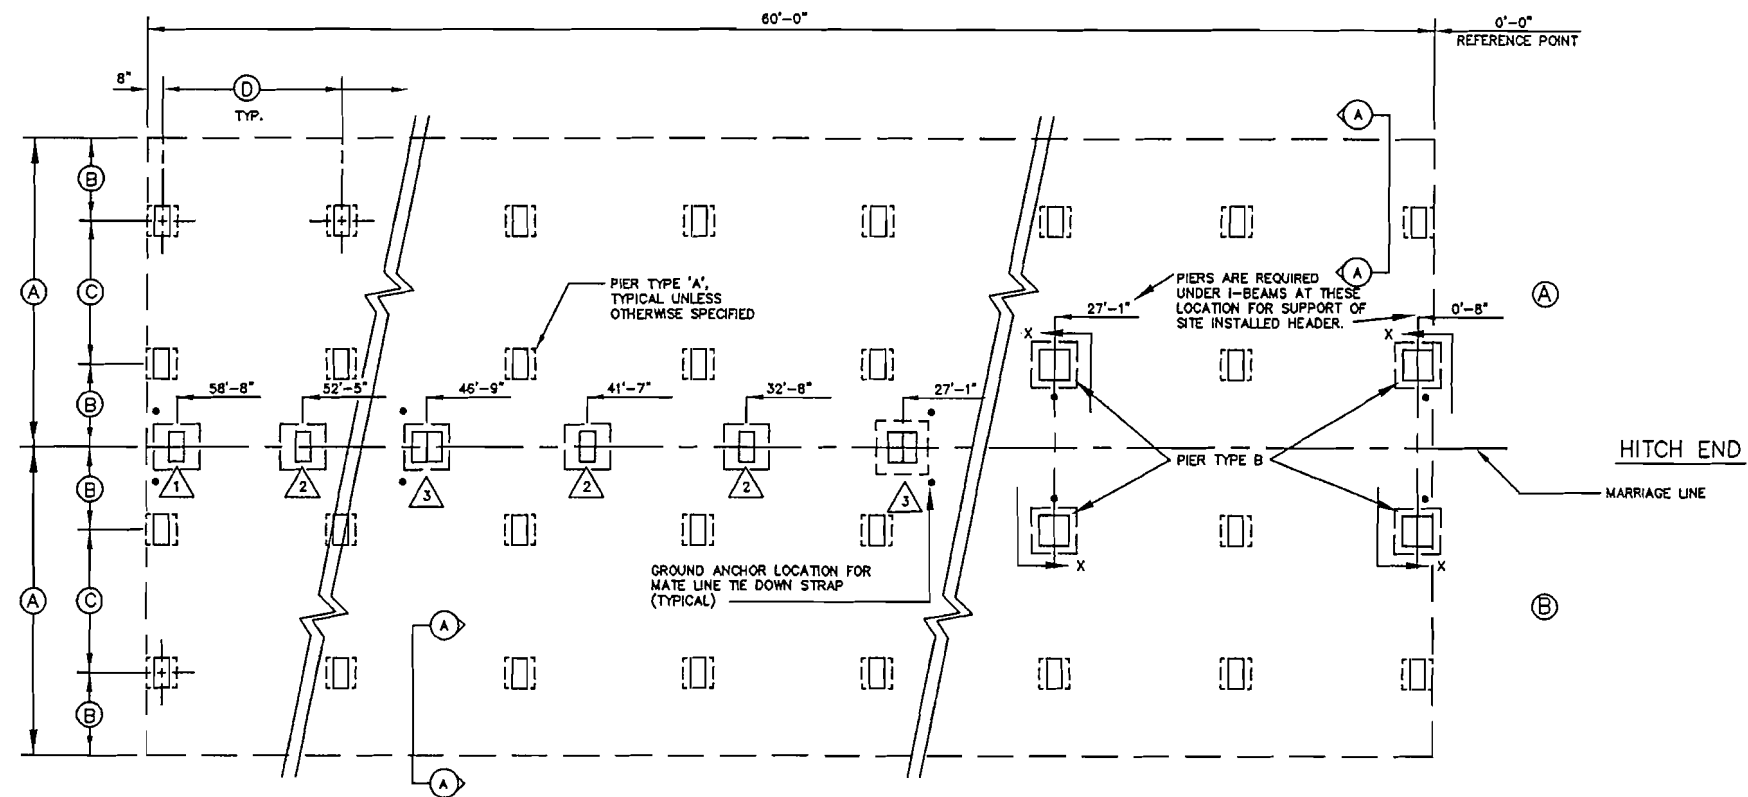 60'-0"
0'-0"
REFERENCE POINT
8"
D
TYP.
A
B
A
C
A
PIER TYPE 'A',
TYPICAL UNLESS
OTHERWISE SPECIFIED
PIERS ARE REQUIRED
UNDER I-BEAMS AT THESE
LOCATION FOR SUPPORT OF
SITE INSTALLED HEADER.
A
27'-1"
0'-8"
X
X
B
58'-8"
52'-5"
46'-9"
41'-7"
32'-8"
27'-1"
HITCH END
PIER TYPE B
1
2
3
2
2
3
B
MARRIAGE LINE
GROUND ANCHOR LOCATION FOR
MATE LINE TIE DOWN STRAP
(TYPICAL)
X
X
A
C
B
A
B
A